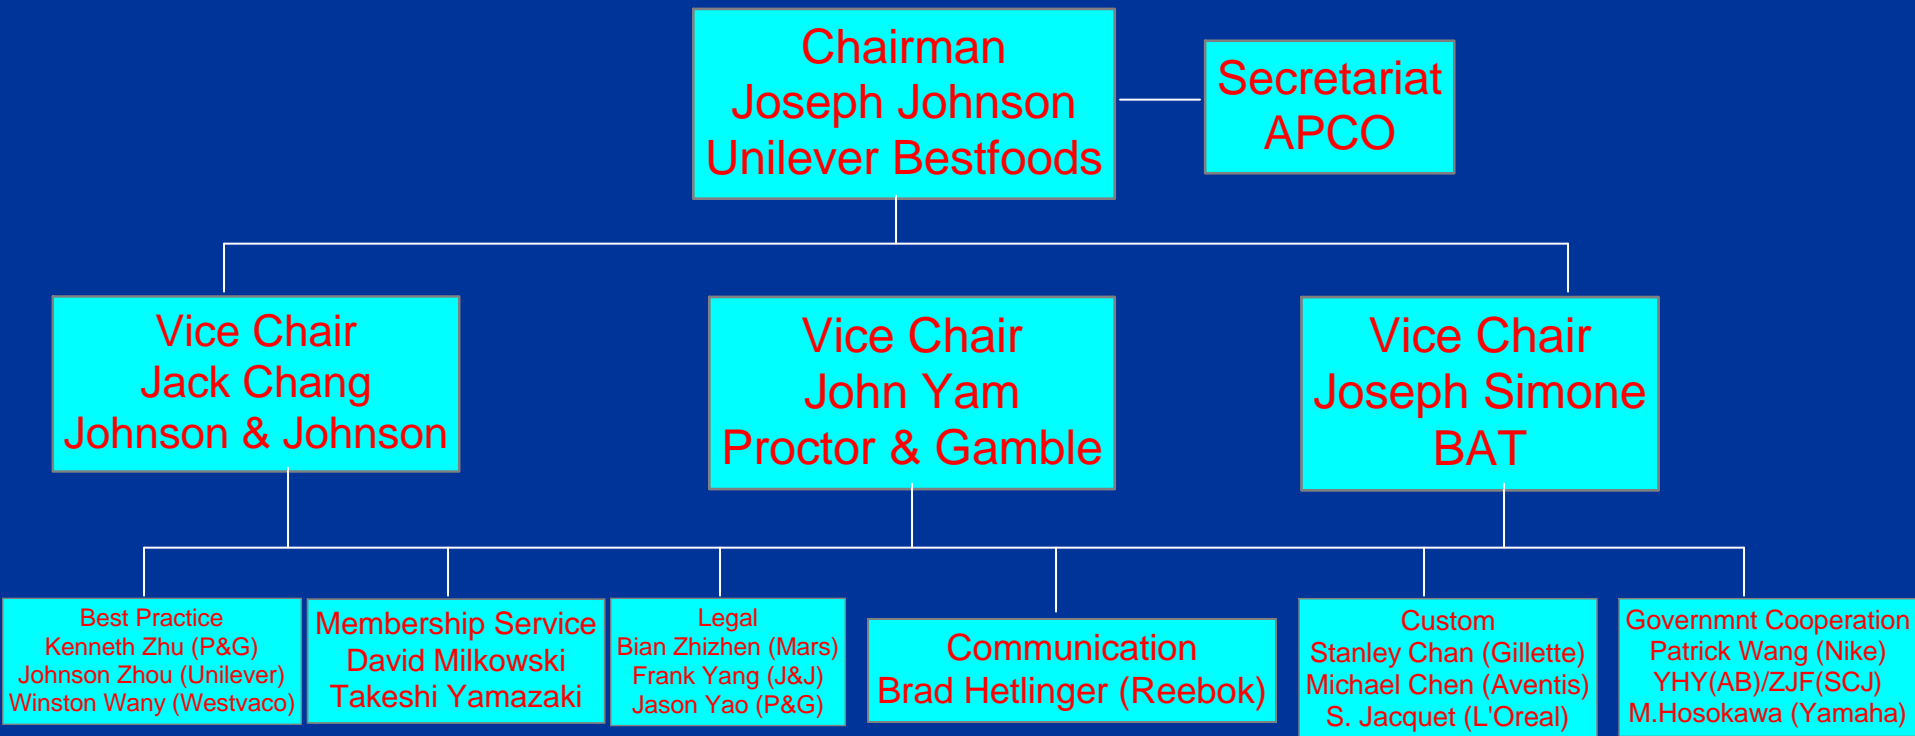 Chairman
Joseph Johnson
Unilever Bestfoods
Secretariat
APCO
Vice Chair
Jack Chang
Johnson & Johnson
Vice Chair
John Yam
Proctor & Gamble
Vice Chair
Joseph Simone
BAT
Best Practice
Kenneth Zhu (P&G)
Johnson Zhou (Unilever)
Winston Wany (Westvaco)
Membership Service
David Milkowski
Takeshi Yamazaki
Legal
Bian Zhizhen (Mars)
Frank Yang (J&J)
Jason Yao (P&G)
Communication
Brad Hetlinger (Reebok)
Custom
Stanley Chan (Gillette)
Michael Chen (Aventis)
S. Jacquet (L'Oreal)
Governmnt Cooperation
Patrick Wang (Nike)
YHY(AB)/ZJF(SCJ)
M.Hosokawa (Yamaha)